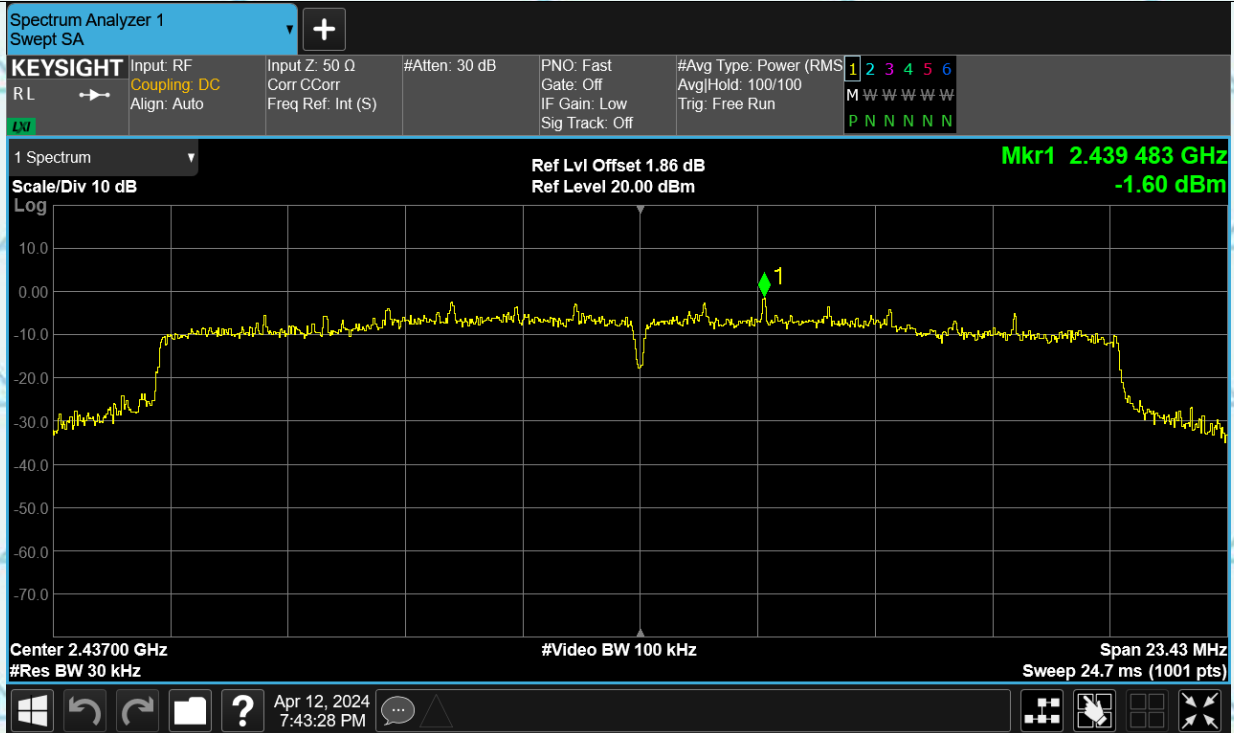 Spectrum Analyzer 1
Swept SA
+
KEYSIGHT
R L
LXI
Input: RF
Coupling: DC
Align: Auto
Input Z: 50 Ω
Corr CCorr
Freq Ref: Int (S)
#Atten: 30 dB
PNO: Fast
Gate: Off
IF Gain: Low
Sig Track: Off
#Avg Type: Power (RMS
Avg|Hold: 100/100
Trig: Free Run
1 2 3 4 5 6
M W W W W W
P N N N N N
1 Spectrum
Scale/Div 10 dB
Log
Ref Lvl Offset 1.86 dB
Ref Level 20.00 dBm
Mkr1 2.439 483 GHz
-1.60 dBm
1
10.0
0.00
-10.0
-20.0
-30.0
-40.0
-50.0
-60.0
-70.0
Center 2.43700 GHz
#Res BW 30 kHz
#Video BW 100 kHz
Span 23.43 MHz
Sweep 24.7 ms (1001 pts)
?
Apr 12, 2024
7:43:28 PM